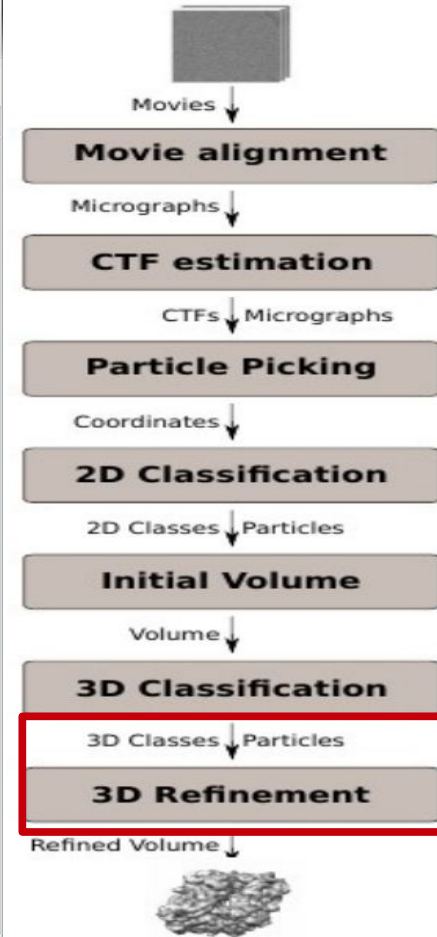 Movies
Movie alignment
Micrographs
CTF estimation
CTFs Micrographs
Particle Picking
Coordinates
2D Classification
2D Classes Particles
Initial Volume
Volume
3D Classification
3D Classes Particles
3D Refinement
Refined Volume